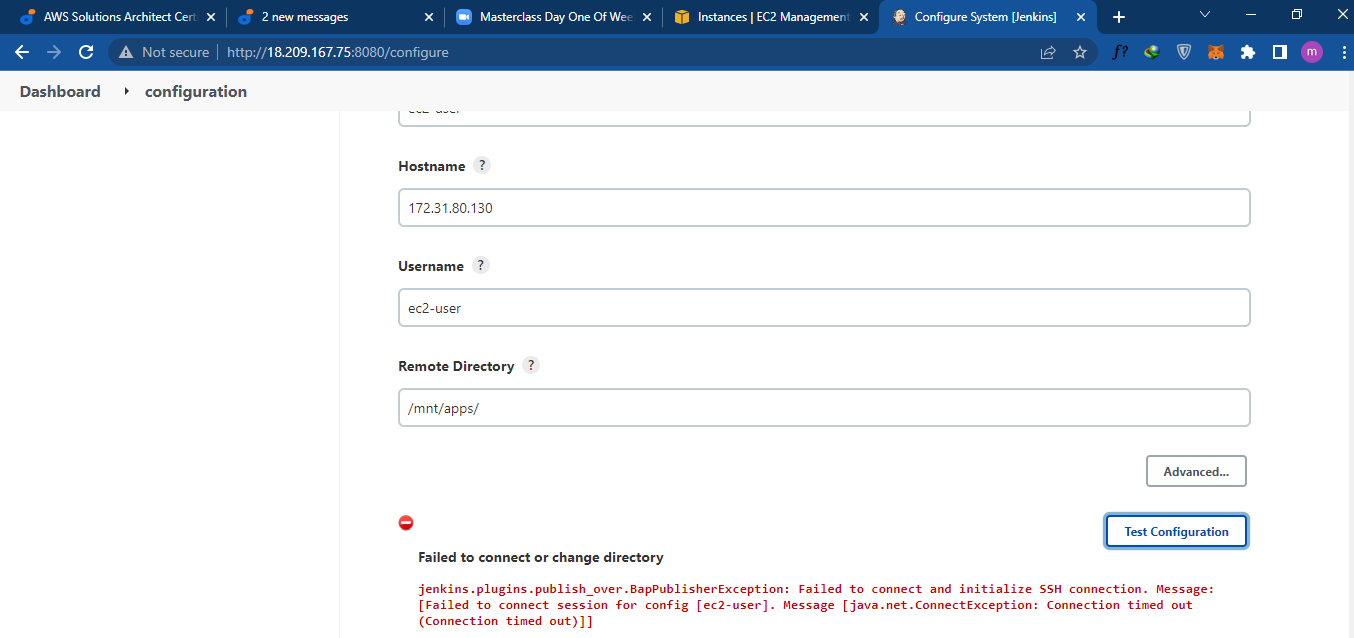 AWS Solutions Architect Cert
2 new messages
Masterclass Day One Of Wee
Instances | EC2 Management
Configure System [Jenkins]
Not secure
http://18.209.167.75:8080/configure
f?
m
Dashboard
configuration
ec2-user
Hostname ?
172.31.80.130
Username ?
ec2-user
Remote Directory ?
/mnt/apps/
Advanced...
Test Configuration
Failed to connect or change directory
jenkins.plugins.publish_over.BapPublisherException: Failed to connect and initialize SSH connection. Message:
[Failed to connect session for config [ec2-user]. Message [java.net.ConnectException: Connection timed out
(Connection timed out)]]